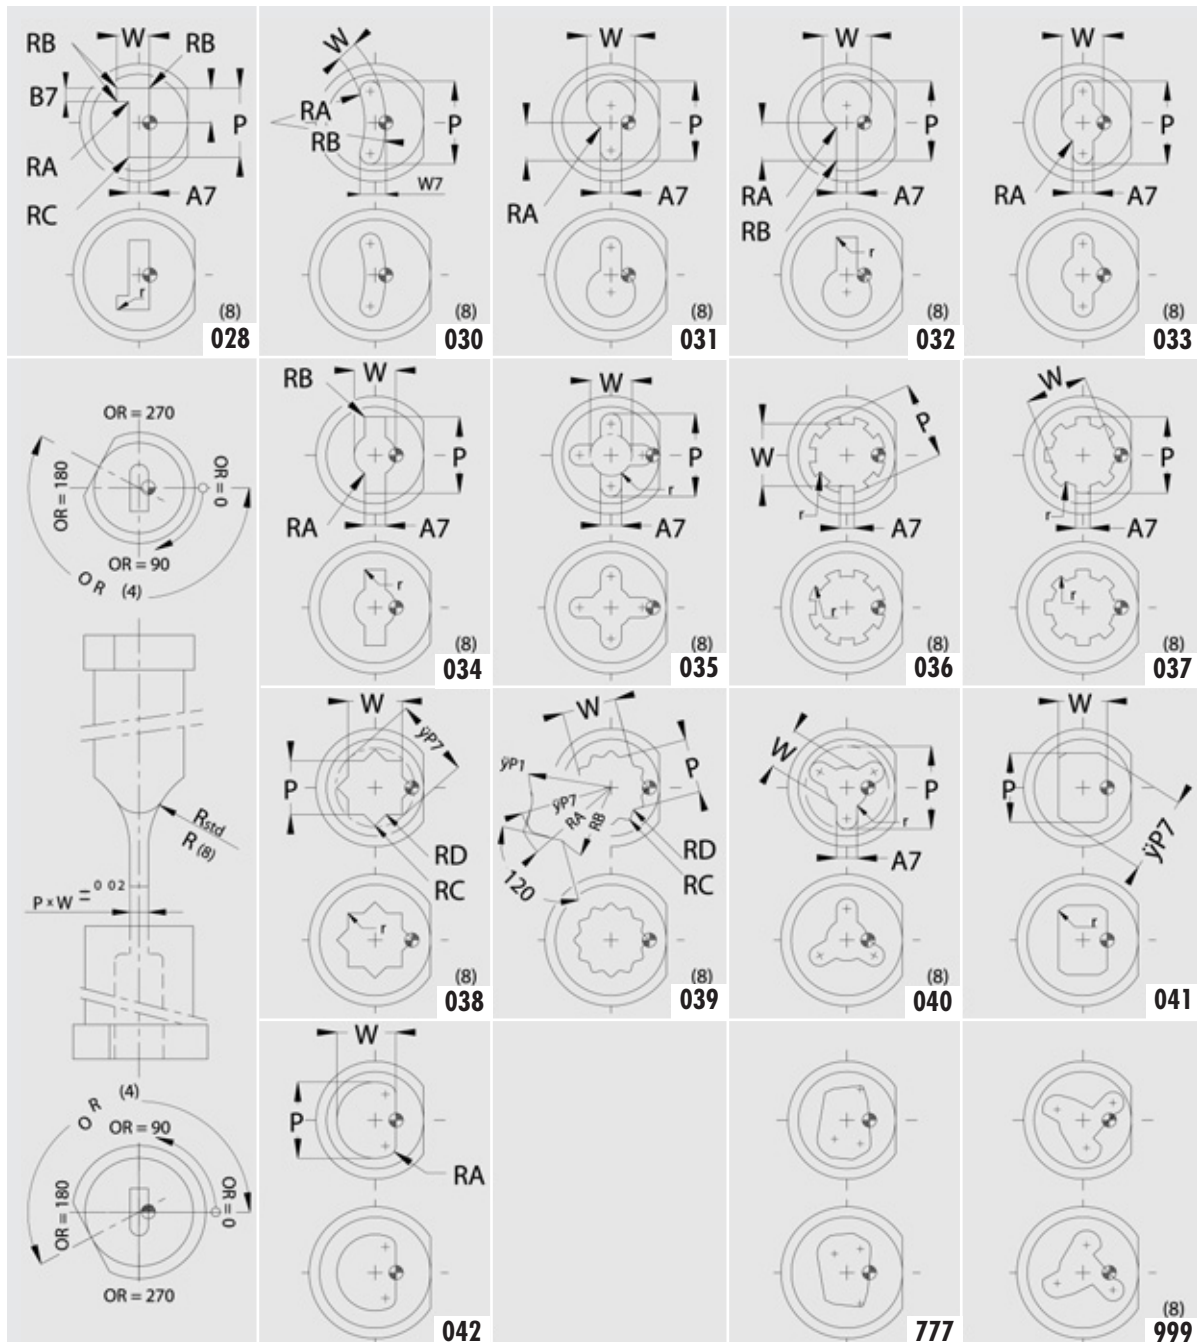 W
RB RB
B7
P
RA
A7
RC
(8)
028
W
RA
P
RB
W7
(8)
030
W
P
A7
RA
(8)
031
W
P
RA
A7
RB
r
(8)
032
W
P
RA
A7
(8)
033
OR = 270
OR = 180
OR = 0
OR = 90
OR (4)
Rstd
R (8)
0 02
P × W =
(4)
OR
OR = 90
OR = 180
OR = 0
OR = 270
W
RB
P
RA
A7
r
(8)
034
W
P
r
A7
(8)
035
P
W
r
A7
r
(8)
036
W
P
r
A7
r
(8)
037
W
ÿP7
P
RD
RC
r
(8)
038
W
P
ÿP1
ÿP7
RA
RB
RD
120
RC
(8)
039
W
P
r
A7
(8)
040
W
P
ÿP7
r
041
W
P
RA
042
777
(8)
999